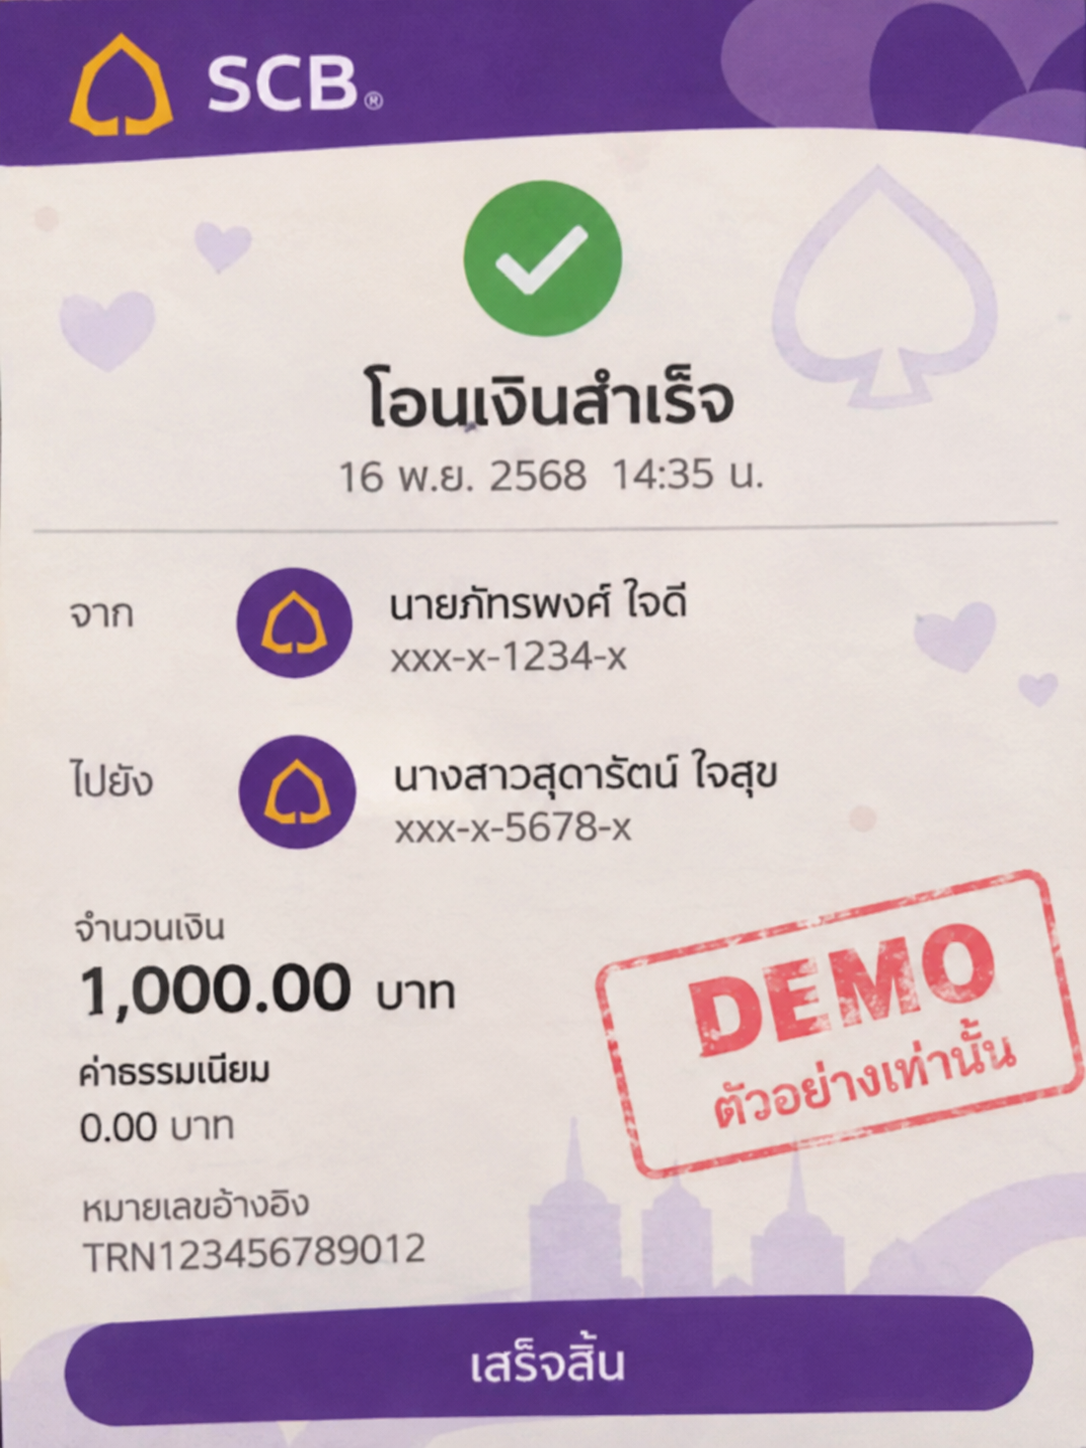 SCB®
โอนเงินสำเร็จ
16 พ.ย. 2568 14:35 น.
จาก
นายภัทรพงศ์ ใจดี
xxx-x-1234-x
ไปยัง
นางสาวสุดารัตน์ ใจสุข
xxx-x-5678-x
จำนวนเงิน
1,000.00 บาท
ค่าธรรมเนียม
0.00 บาท
DEMO
ตัวอย่างเท่านั้น
หมายเลขอ้างอิง
TRN123456789012
เสร็จสิ้น